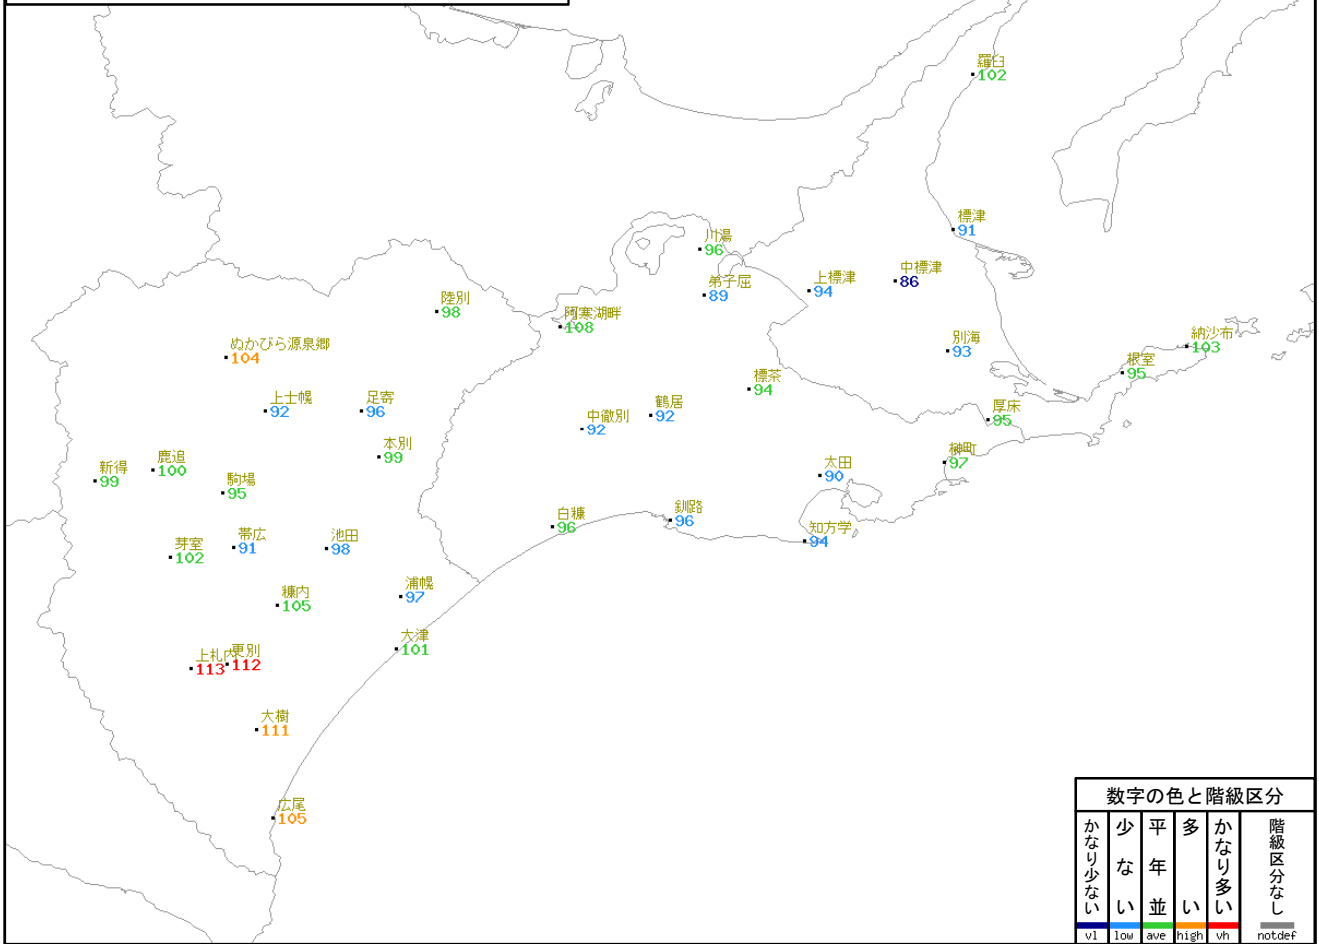 羅臼
102
標津
91
川湯
96
中標津
86
上標津
94
弟子屈
89
陸別
98
阿寒湖畔
108
納沙布
103
ぬかびら源泉郷
104
別海
93
根室
95
標茶
94
上士幌
92
足寄
96
鶴居
92
厚床
95
中徹別
92
本別
99
榊町
97
鹿追
100
新得
99
太田
90
駒場
95
白糠
96
釧路
96
知方学
94
芽室
102
帯広
91
池田
98
浦幌
97
糠内
105
大津
101
上札内
113
更別
112
大樹
111
広尾
105
数字の色と階級区分
かなり少ない
少ない
平年並
多い
かなり多い
階級区分なし
vl low ave high vh notdef